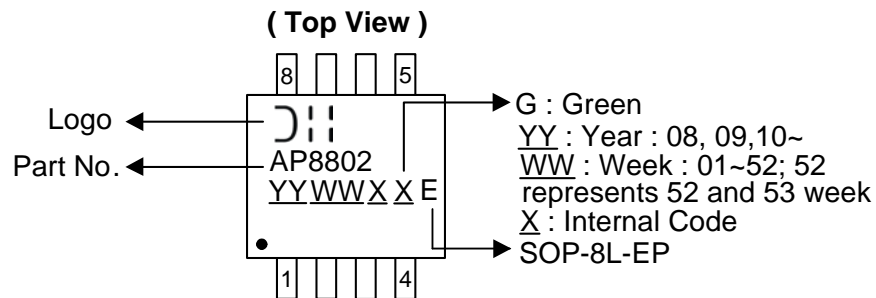 ( Top View )
8 5
Logo
Part No.
AP8802
YY WW X X E
1 4
G : Green
YY : Year : 08, 09,10~
WW : Week : 01~52; 52
represents 52 and 53 week
X : Internal Code
SOP-8L-EP